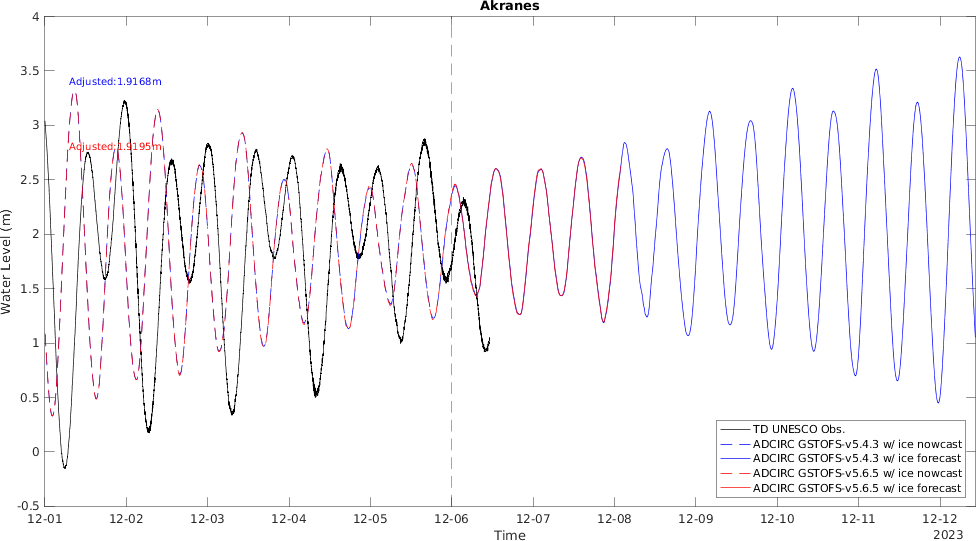 Akranes
4
3.5
3
2.5
2
1.5
1
0.5
0
-0.5
Water Level (m)
Adjusted:1.9168m
Adjusted:1.9195m
TD UNESCO Obs.
ADCIRC GSTOFS-v5.4.3 w/ ice nowcast
ADCIRC GSTOFS-v5.4.3 w/ ice forecast
ADCIRC GSTOFS-v5.6.5 w/ ice nowcast
ADCIRC GSTOFS-v5.6.5 w/ ice forecast
12-01 12-02 12-03 12-04 12-05 12-06 12-07 12-08 12-09 12-10 12-11 12-12
Time
2023